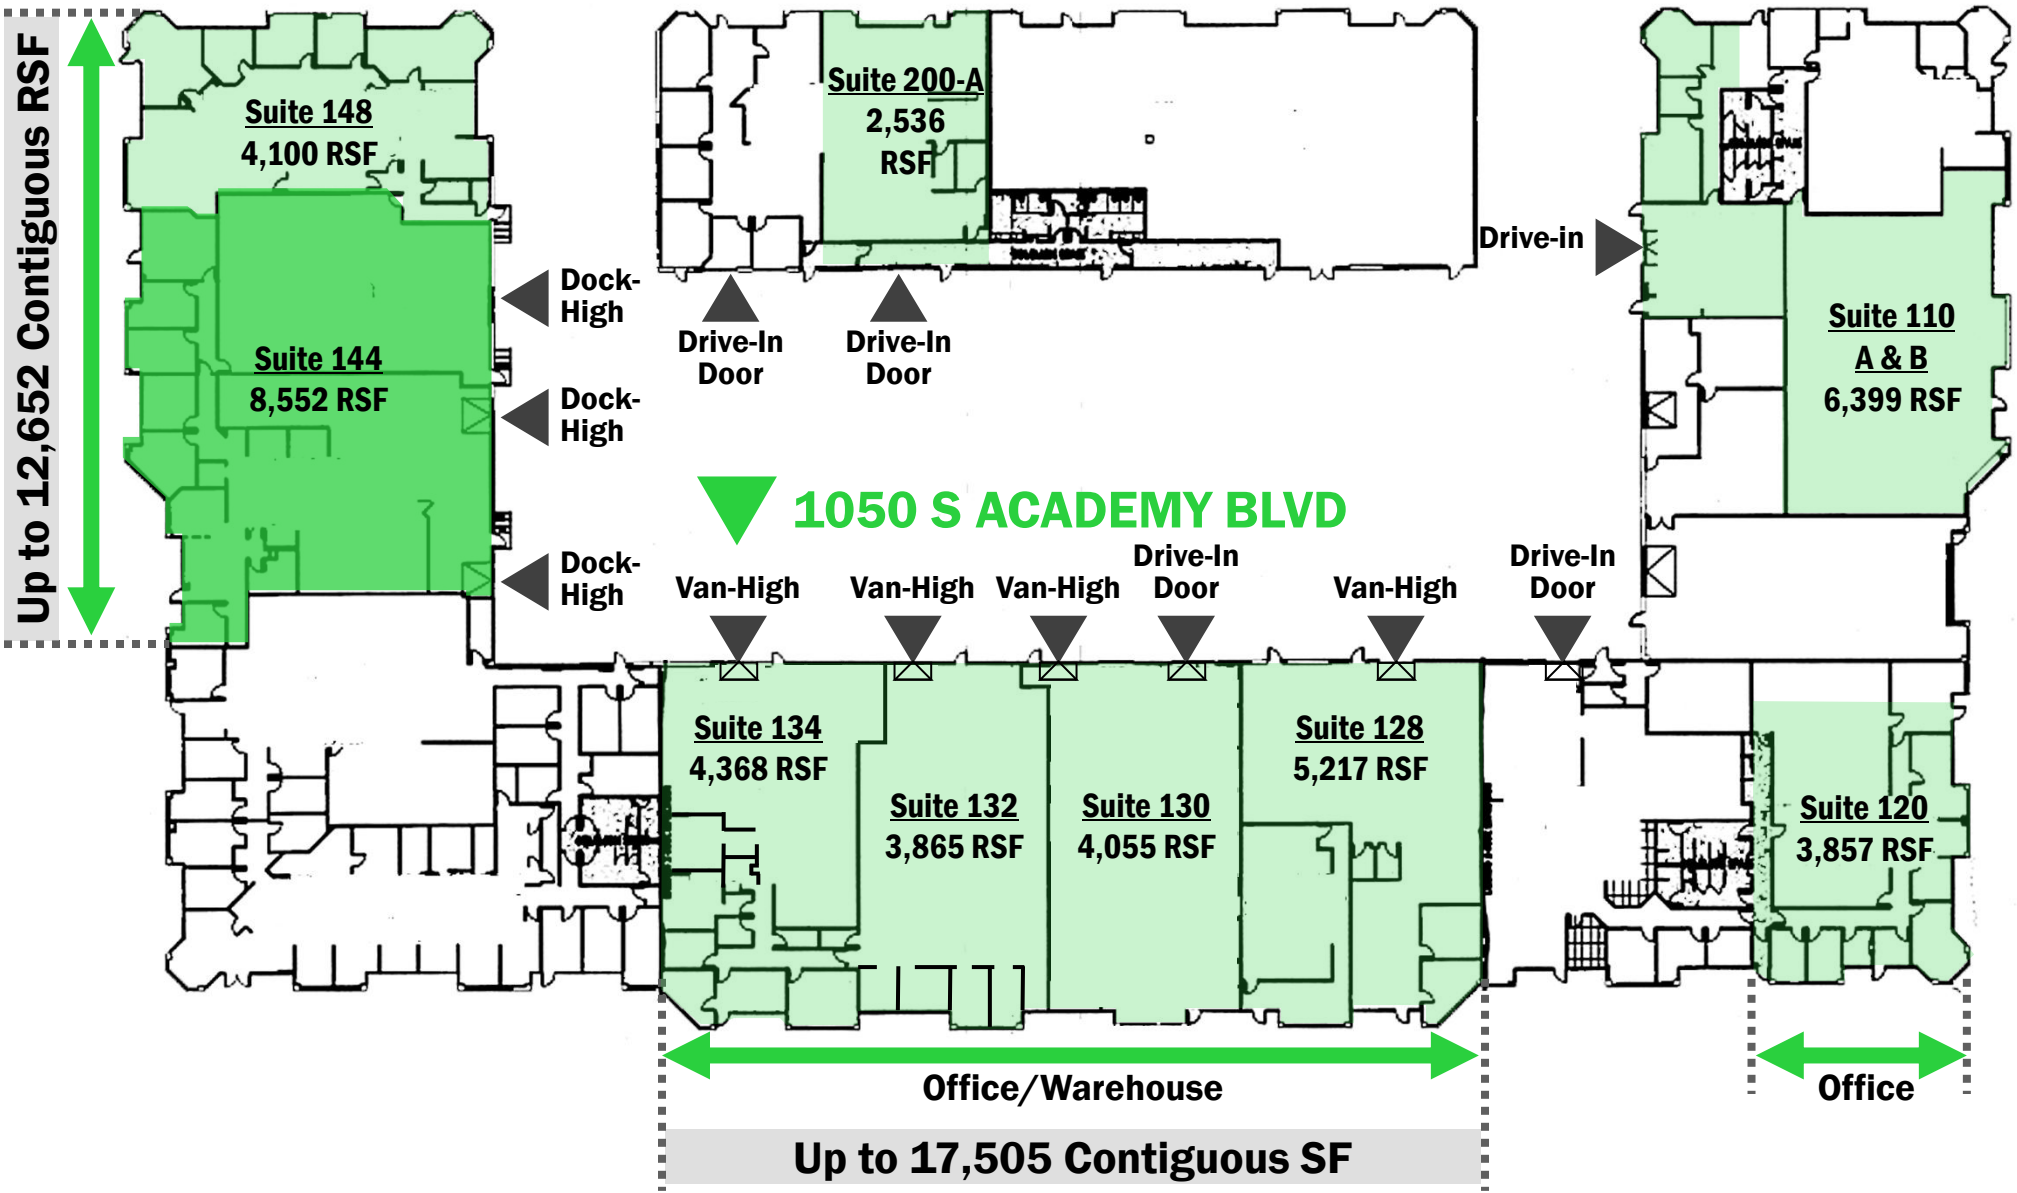 Up to 12,652 Contiguous RSF
Suite 148
4,100 RSF
Suite 144
8,552 RSF
Dock-
High
Dock-
High
Dock-
High
Suite 200-A
2,536
RSF
Drive-In
Door
Drive-In
Door
Drive-in
Suite 110
A & B
6,399 RSF
1050 S ACADEMY BLVD
Van-High
Van-High
Van-High
Drive-In
Door
Van-High
Drive-In
Door
Suite 134
4,368 RSF
Suite 132
3,865 RSF
Suite 130
4,055 RSF
Suite 128
5,217 RSF
Suite 120
3,857 RSF
Office/Warehouse
Office
Up to 17,505 Contiguous SF